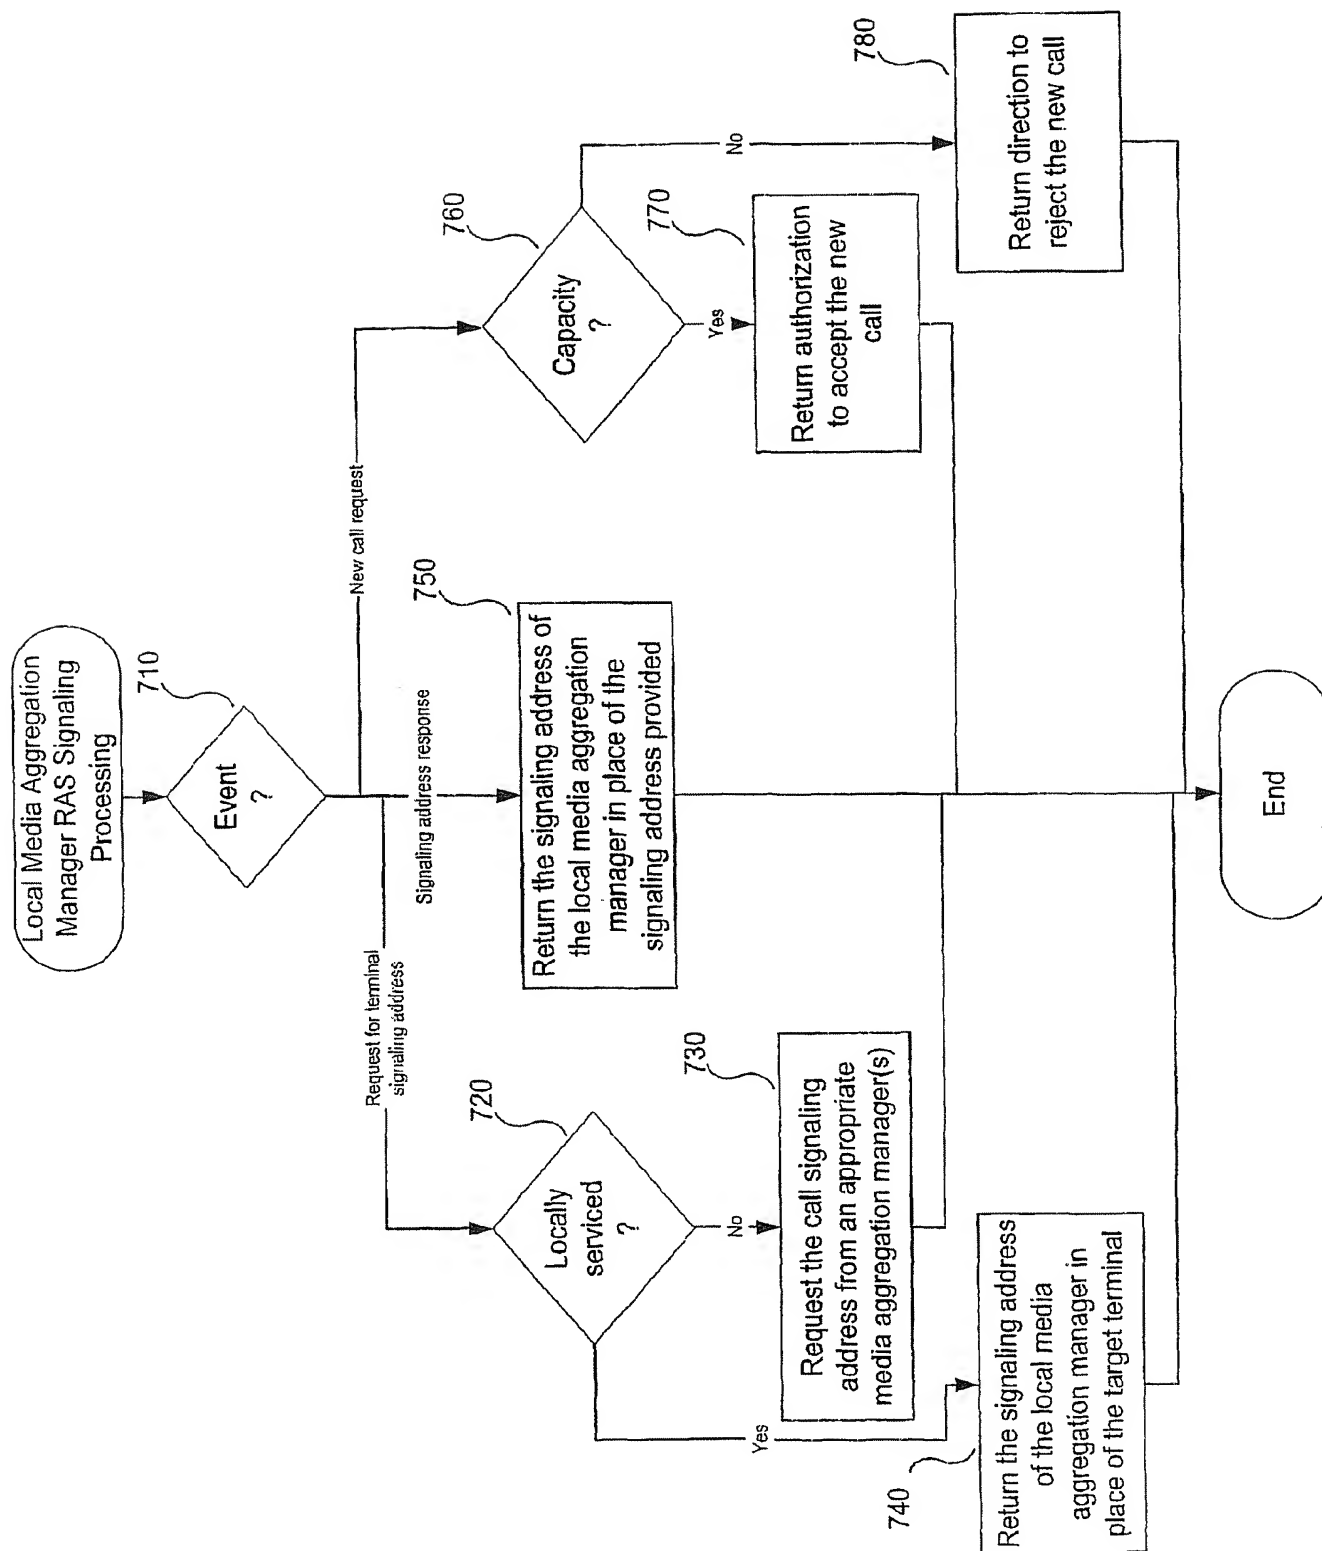 Local Media Aggregation
Manager RAS Signaling
Processing
710
Event
?
Request for terminal
signaling address
Signaling address response
New call request
720
Locally
serviced
?
No
Yes
730
Request the call signaling
address from an appropriate
media aggregation manager(s)
740
Return the signaling address
of the local media
aggregation manager in
place of the target terminal
750
Return the signaling address of
the local media aggregation
manager in place of the
signaling address provided
760
Capacity
?
Yes
No
770
Return authorization
to accept the new
call
780
Return direction to
reject the new call
End